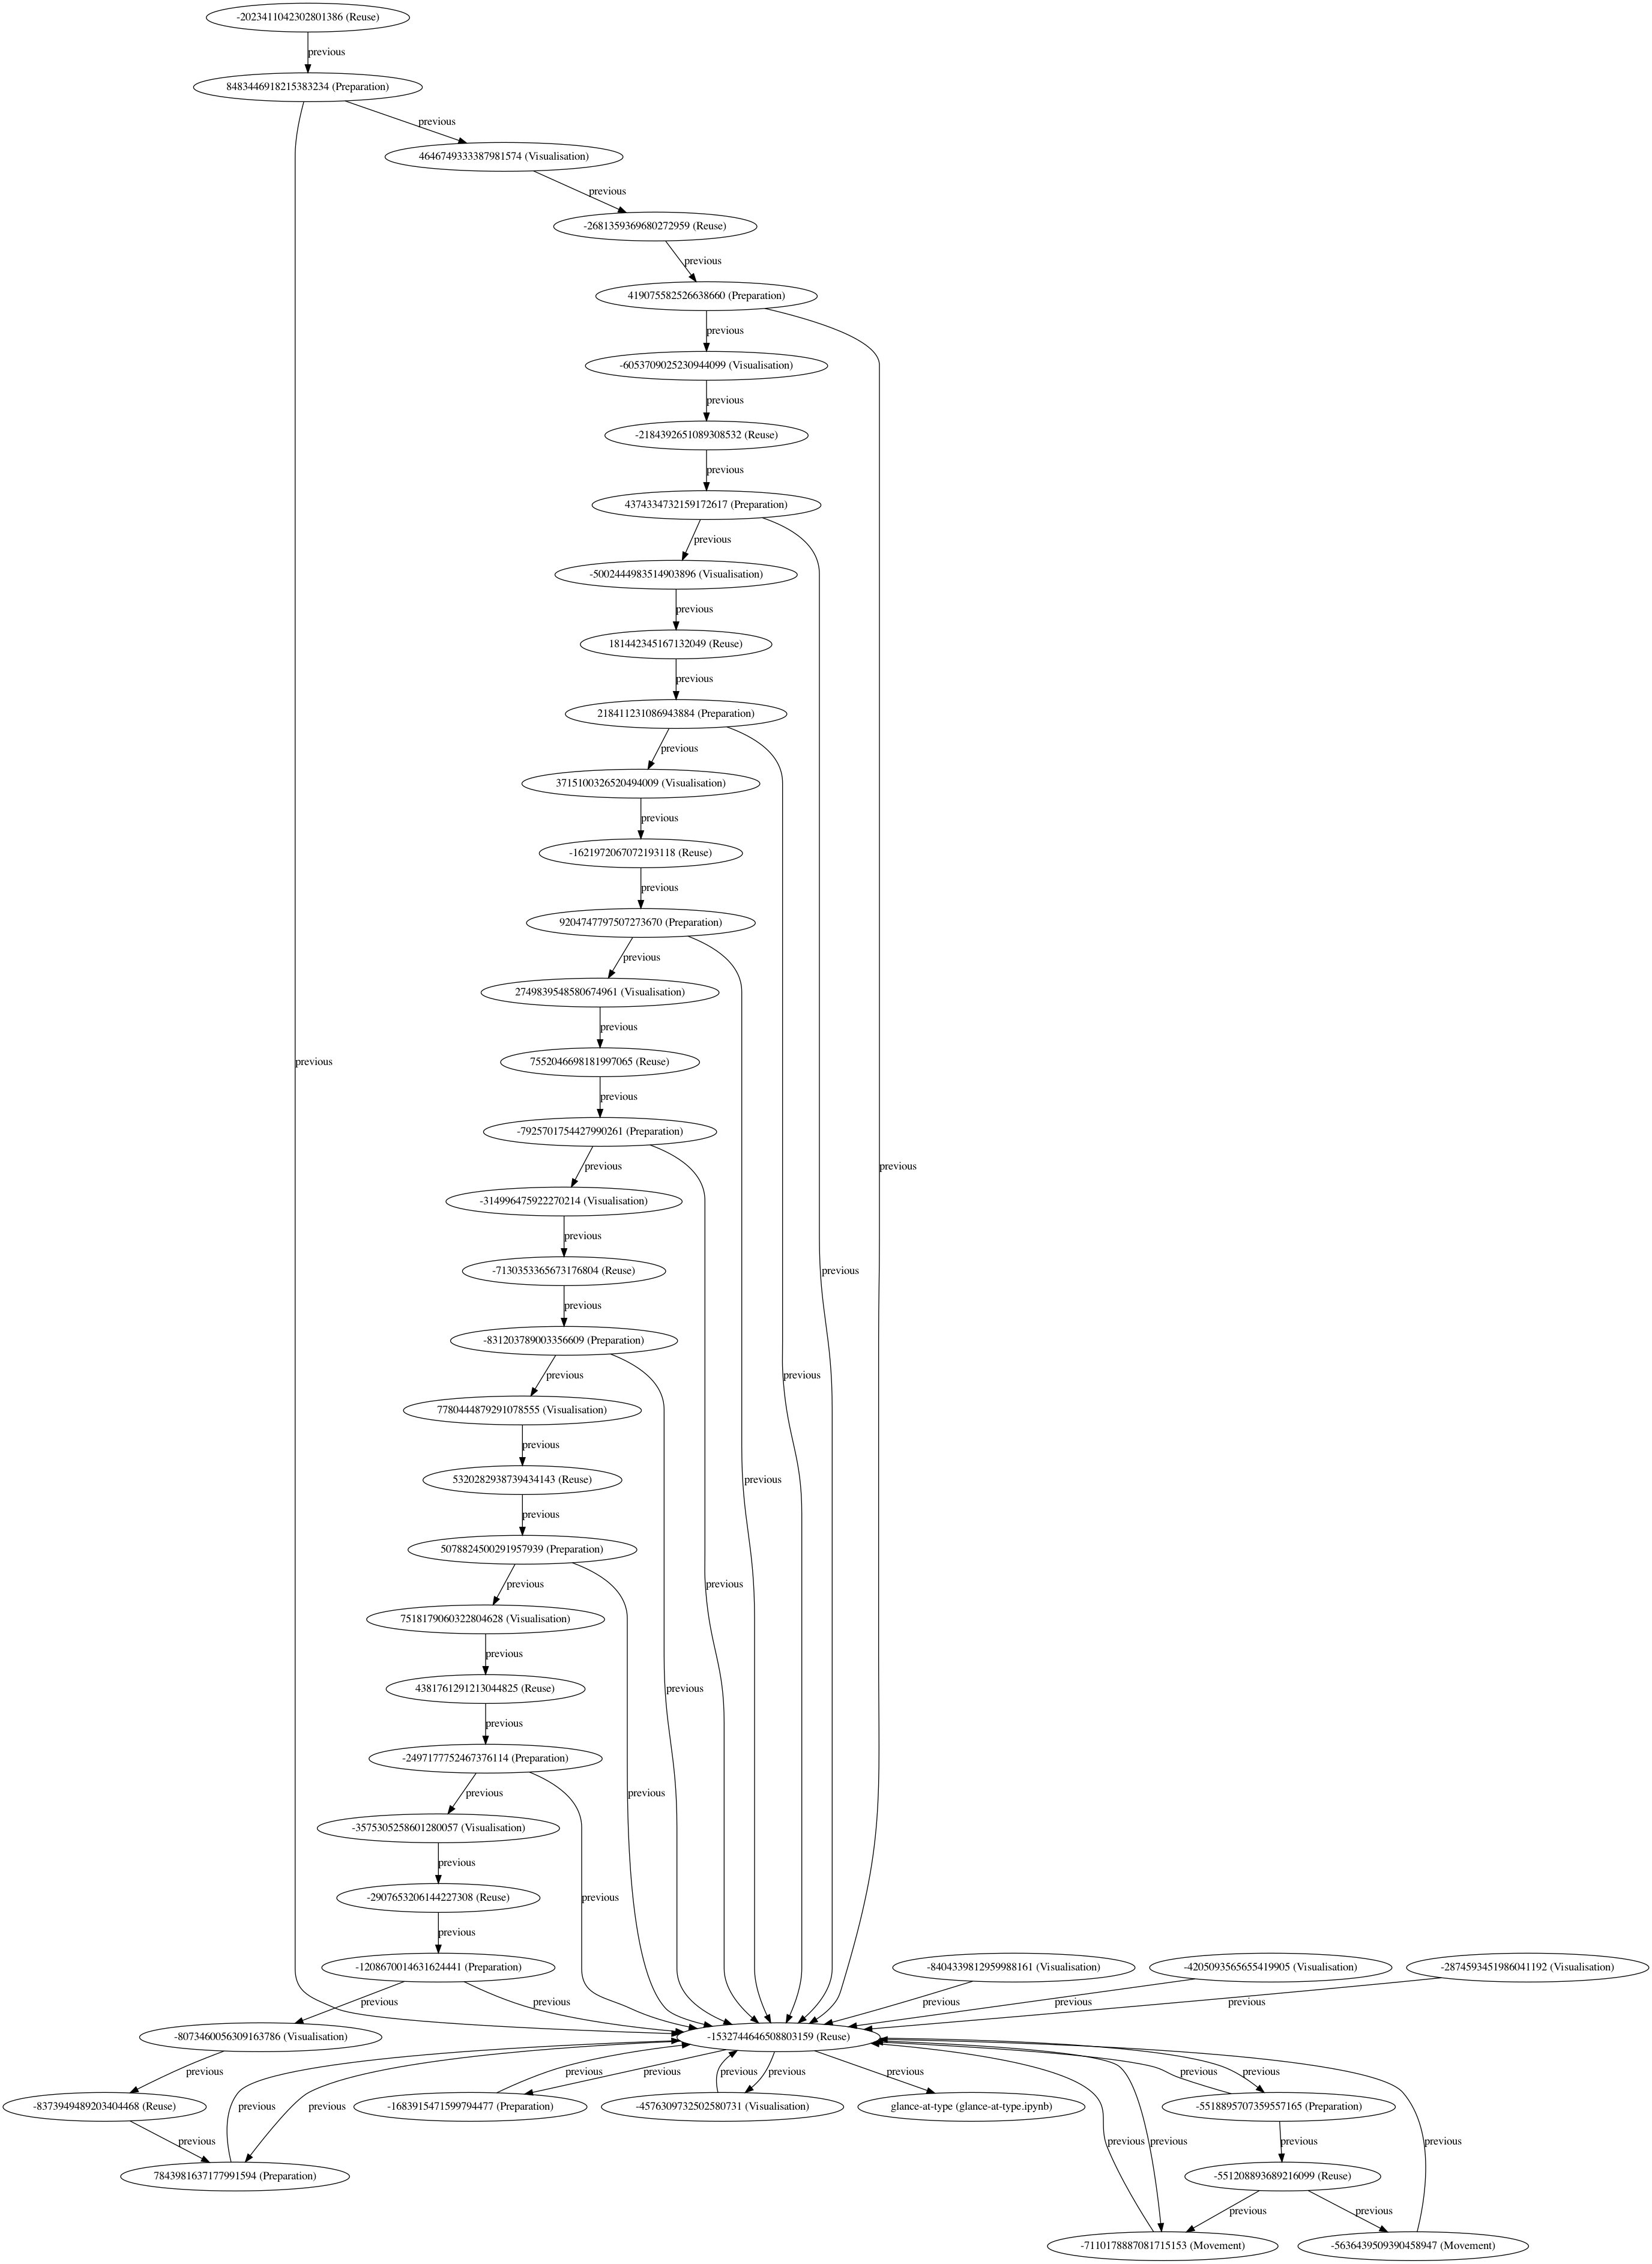 -2023411042302801386 (Reuse)
previous
8483446918215383234 (Preparation)
previous
4646749333387981574 (Visualisation)
previous
-2681359369680272959 (Reuse)
previous
419075582526638660 (Preparation)
previous
-6053709025230944099 (Visualisation)
previous
-2184392651089308532 (Reuse)
previous
4374334732159172617 (Preparation)
previous
-5002444983514903896 (Visualisation)
previous
181442345167132049 (Reuse)
previous
218411231086943884 (Preparation)
previous
3715100326520494009 (Visualisation)
previous
-1621972067072193118 (Reuse)
previous
9204747797507273670 (Preparation)
previous
2749839548580674961 (Visualisation)
previous
7552046698181997065 (Reuse)
previous
previous
-7925701754427990261 (Preparation)
previous
previous
-314996475922270214 (Visualisation)
previous
-7130353365673176804 (Reuse)
previous
previous
-831203789003356609 (Preparation)
previous
previous
7780444879291078555 (Visualisation)
previous
5320282938739434143 (Reuse)
previous
previous
5078824500291957939 (Preparation)
previous
previous
7518179060322804628 (Visualisation)
previous
4381761291213044825 (Reuse)
previous
previous
-2497177752467376114 (Preparation)
previous
previous
-3575305258601280057 (Visualisation)
previous
-2907653206144227308 (Reuse)
previous
previous
-1208670014631624441 (Preparation)
-8404339812959988161 (Visualisation)
-4205093565655419905 (Visualisation)
-2874593451986041192 (Visualisation)
previous
previous
previous
previous
previous
-8073460056309163786 (Visualisation)
-1532744646508803159 (Reuse)
previous
previous
previous
previous
previous
previous
previous
previous
-8373949489203404468 (Reuse)
previous
previous
-1683915471599794477 (Preparation)
-4576309732502580731 (Visualisation)
glance-at-type (glance-at-type.ipynb)
-5518895707359557165 (Preparation)
previous
previous
previous
previous
previous
7843981637177991594 (Preparation)
-551208893689216099 (Reuse)
previous
previous
-7110178887081715153 (Movement)
-5636439509390458947 (Movement)